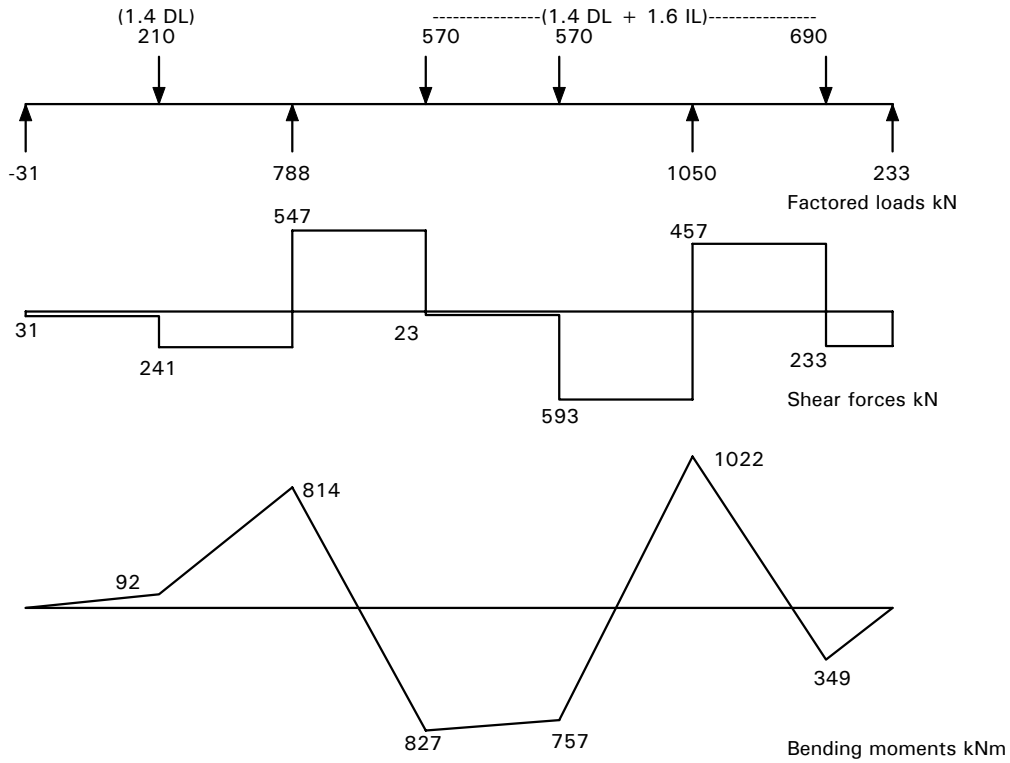 (1.4 DL) ----------------(1.4 DL + 1.6 IL)----------------
210 570 570 690
-31 788 1050 233
Factored loads kN
547
457
31
23
241
233
593
Shear forces kN
1022
814
92
349
827 757
Bending moments kNm